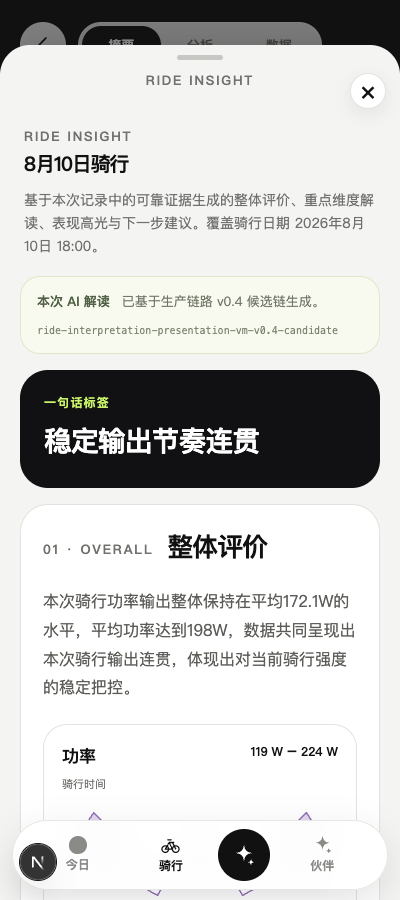 摘要 分析 数据
RIDE INSIGHT
RIDE INSIGHT
8月10日骑行
基于本次记录中的可靠证据生成的整体评价、重点维度解
读、表现高光与下一步建议。覆盖骑行日期 2026年8月
10日 18:00。
本次 AI 解读 已基于生产链路 v0.4 候选链生成。
ride-interpretation-presentation-vm-v0.4-candidate
一句话标签
稳定输出节奏连贯
01 · OVERALL 整体评价
本次骑行功率输出整体保持在平均172.1W的
水平，平均功率达到198W，数据共同呈现出
本次骑行输出连贯，体现出对当前骑行强度
的稳定把控。
功率 119 W – 224 W
骑行时间
N 今日 骑行 伙伴